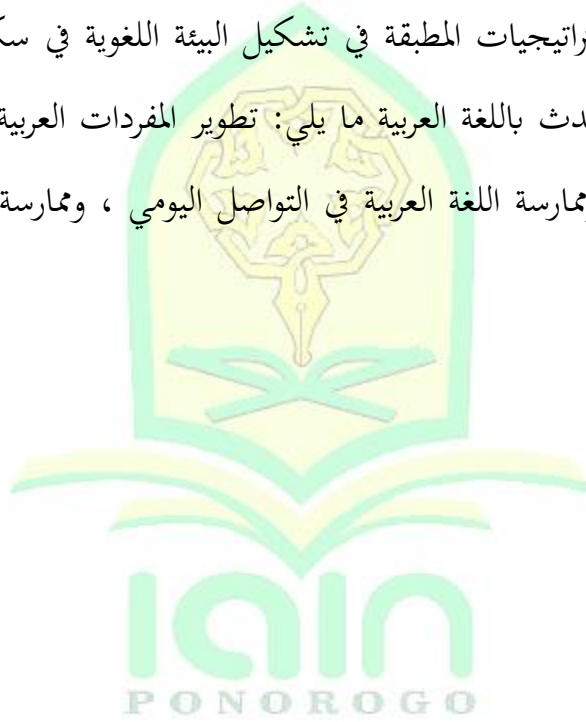 راتيجيات المطبقة في تشكيل البيئة اللغوية في
دث باللغة العربية ما يلي: تطوير المفردات العربية
ممارسة اللغة العربية في التواصل اليومي ، وممارسة
iain
PONOROGO